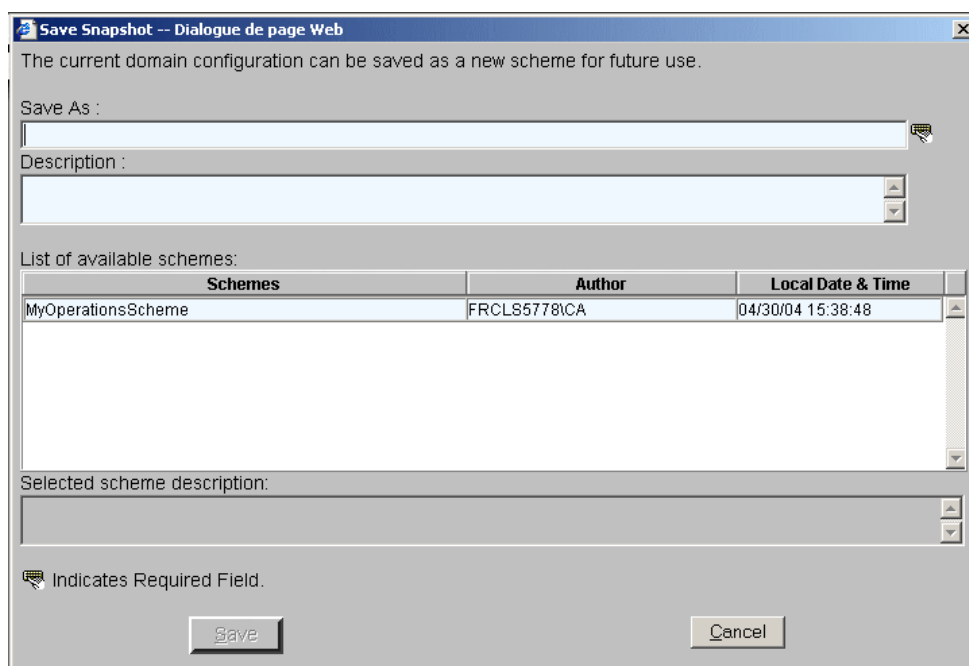 Save Snapshot -- Dialogue de page Web
The current domain configuration can be saved as a new scheme for future use.
Save As :
Description :
List of available schemes:
Schemes Author Local Date & Time
MyOperationsScheme FRCLS5778\CA 04/30/04 15:38:48
Selected scheme description:
Indicates Required Field.
Save Cancel